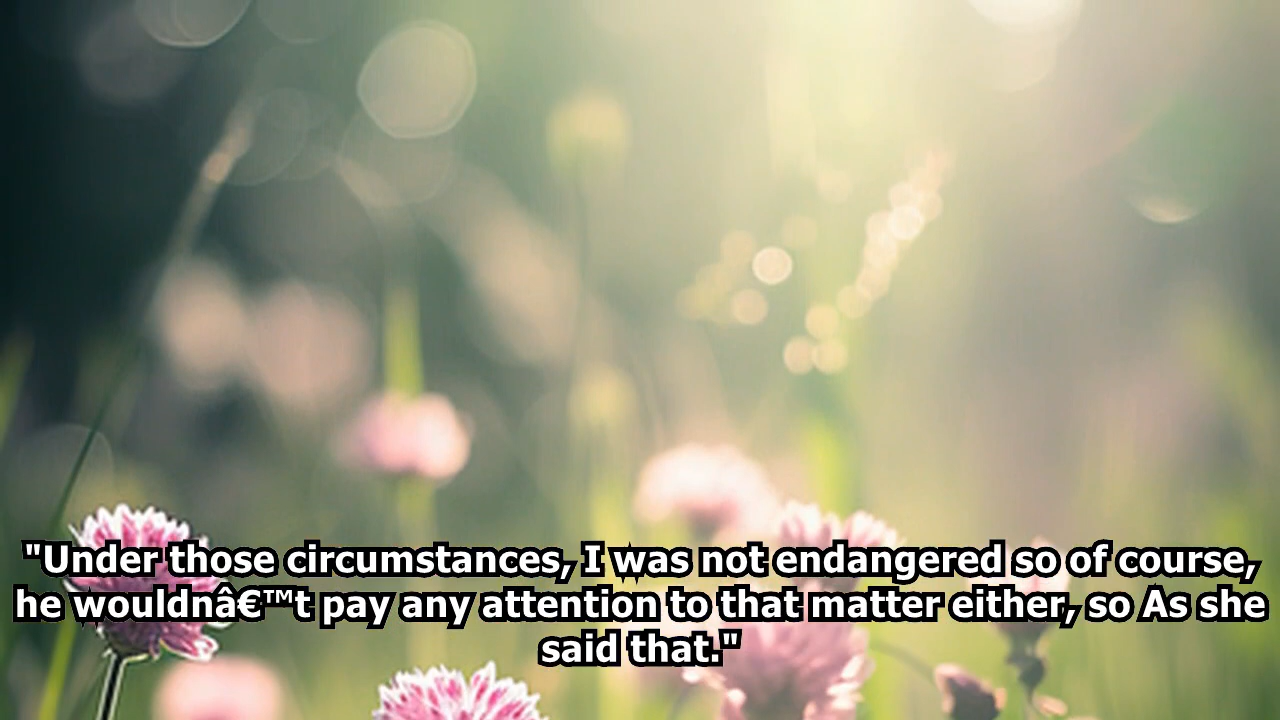 "Under those circumstances, I was not endangered so of course,
he wouldnâ€™t pay any attention to that matter either, so As she
said that."